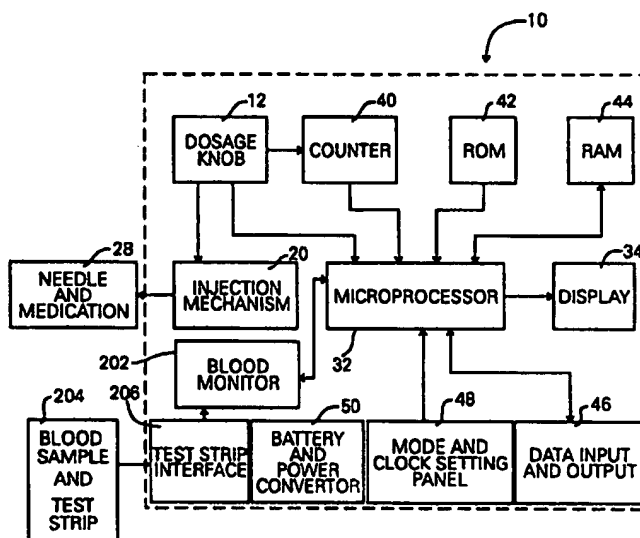 10
12
40
42
44
DOSAGE
KNOB
COUNTER
ROM
RAM
28
20
34
NEEDLE
AND
MEDICATION
INJECTION
MECHANISM
MICROPROCESSOR
DISPLAY
202
32
BLOOD
MONITOR
204
206
50
48
46
BLOOD
SAMPLE
AND
TEST
STRIP
TEST STRIP
INTERFACE
BATTERY
AND
POWER
CONVERTOR
MODE AND
CLOCK SETTING
PANEL
DATA INPUT
AND OUTPUT